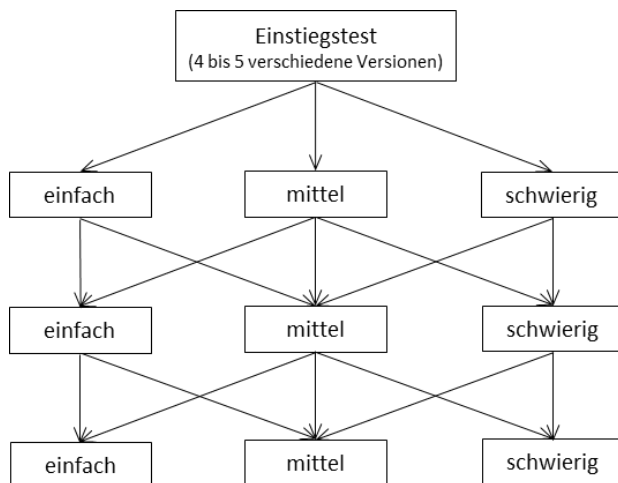 Einstiegstest
(4 bis 5 verschiedene Versionen)
einfach
mittel
schwierig
einfach
mittel
schwierig
einfach
mittel
schwierig